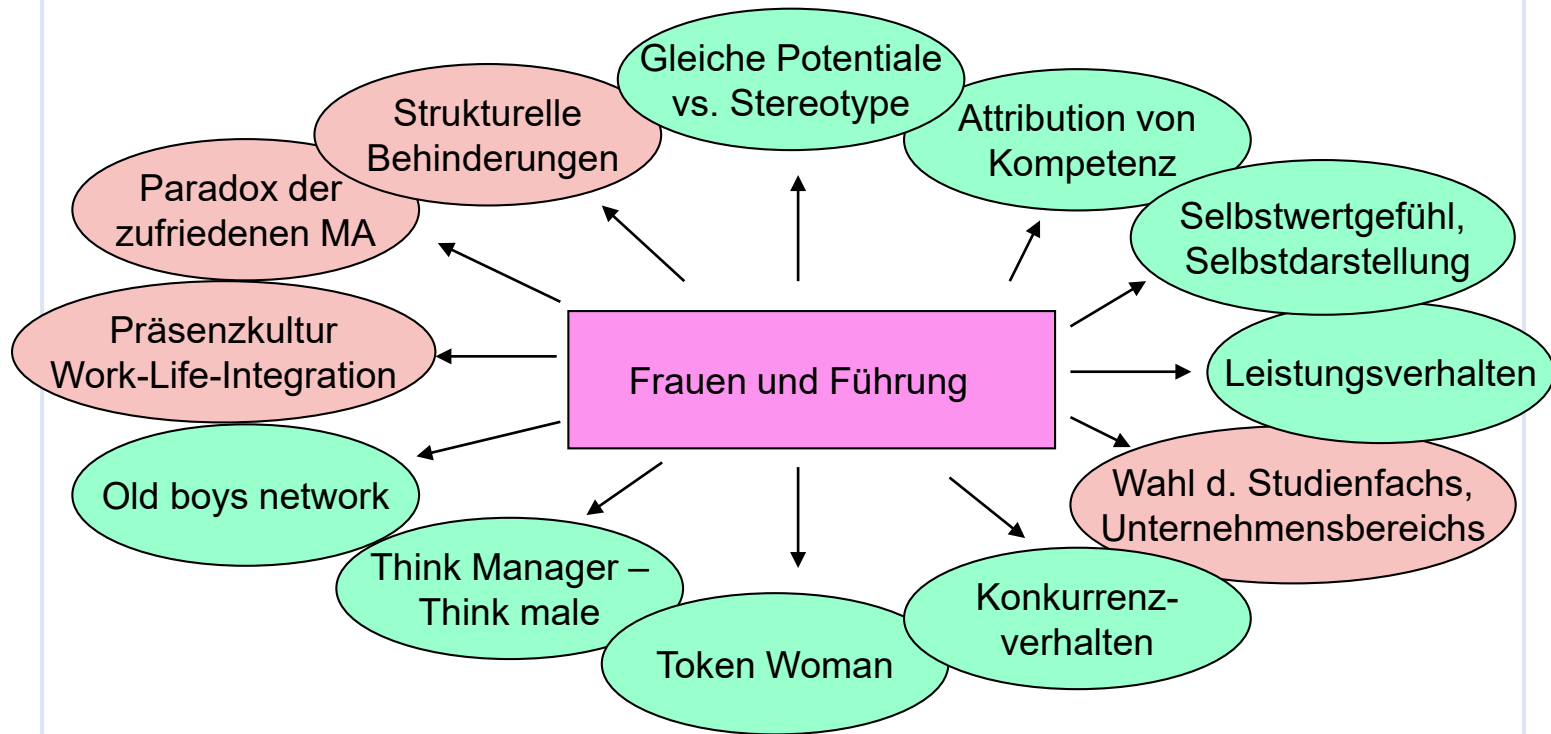 Gleiche Potentiale
vs. Stereotype
Strukturelle
Behinderungen
Attribution von
Kompetenz
Paradox der
zufriedenen MA
Selbstwertgefühl,
Selbstdarstellung
Präsenzkultur
Work-Life-Integration
Frauen und Führung
Leistungsverhalten
Old boys network
Wahl d. Studienfachs,
Unternehmensbereichs
Think Manager –
Think male
Konkurrenz-
verhalten
Token Woman